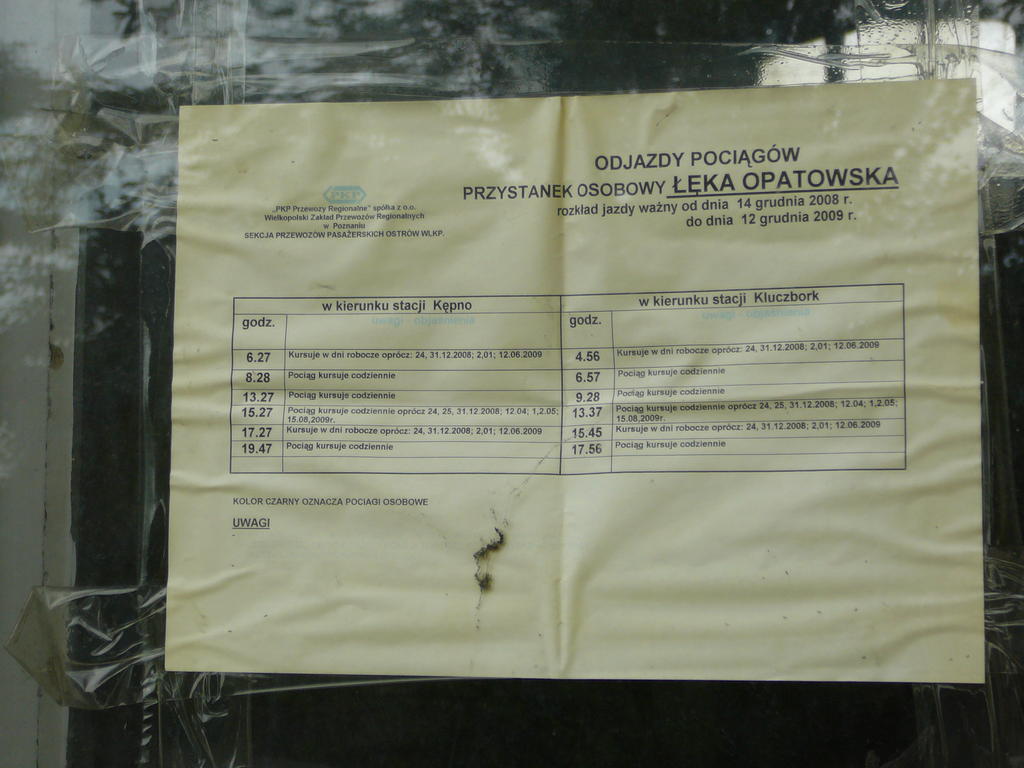 ODJAZDY POCIĄGÓW
PRZYSTANEK OSOBOWY ŁĘKA OPATOWSKA
rozkład jazdy ważny od dnia 14 grudnia 2008 r.
do dnia 12 grudnia 2009 r.
PKP
„PKP Przewozy Regionalne" spółka z o.o.
Wielkopolski Zakład Przewozów Regionalnych
w Poznaniu
SEKCJA PRZEWOZÓW PASAŻERSKICH OSTRÓW WLKP.
w kierunku stacji Kępno
godz. uwagi - objaśnienia
6.27 Kursuje w dni robocze oprócz: 24, 31.12.2008; 2,01; 12.06.2009
8.28 Pociąg kursuje codziennie
13.27 Pociąg kursuje codziennie
15.27 Pociąg kursuje codziennie oprócz 24, 25, 31.12.2008; 12.04; 1,2.05;
15.08,2009r.
17.27 Kursuje w dni robocze oprócz: 24, 31.12.2008; 2,01; 12.06.2009
19.47 Pociąg kursuje codziennie
w kierunku stacji Kluczbork
godz. uwagi - objaśnienia
4.56 Kursuje w dni robocze oprócz: 24, 31.12.2008; 2,01; 12.06.2009
6.57 Pociąg kursuje codziennie
9.28 Pociąg kursuje codziennie
13.37 Pociąg kursuje codziennie oprócz 24, 25, 31.12.2008; 12.04; 1,2.05;
15.08,2009r.
15.45 Kursuje w dni robocze oprócz: 24, 31.12.2008; 2,01; 12.06.2009
17.56 Pociąg kursuje codziennie
KOLOR CZARNY OZNACZA POCIAGI OSOBOWE
UWAGI